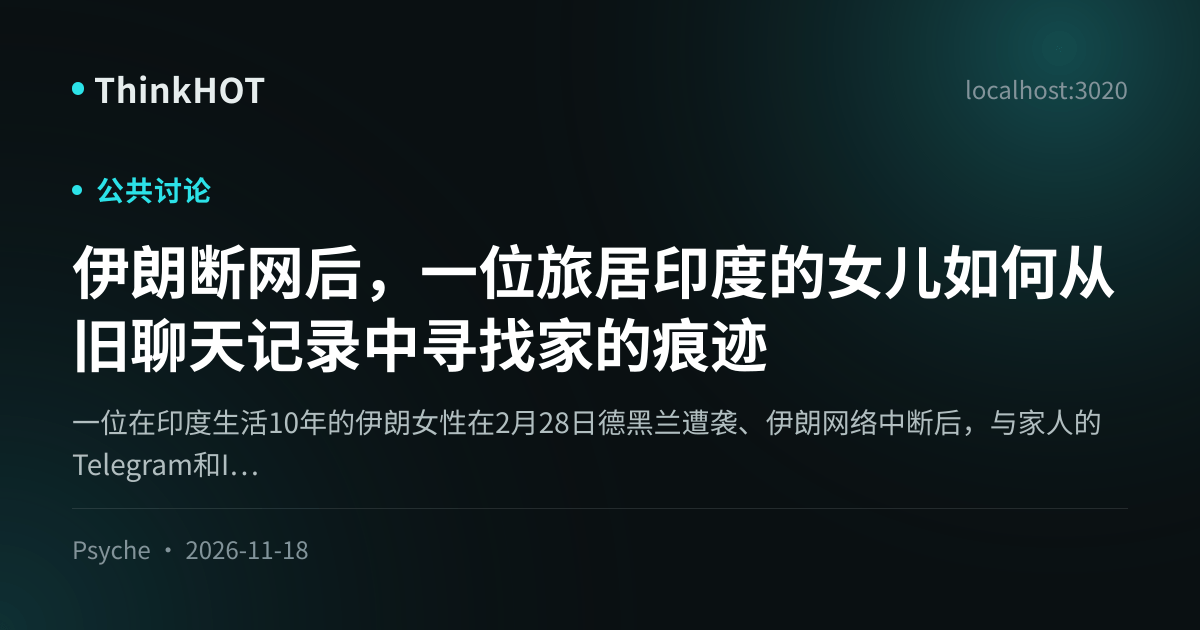 ThinkHOT
localhost:3020
公共讨论
伊朗断网后，一位旅居印度的女儿如何从
旧聊天记录中寻找家的痕迹
一位在印度生活10年的伊朗女性在2月28日德黑兰遭袭、伊朗网络中断后，与家人的
Telegram和I…
Psyche · 2026-11-18